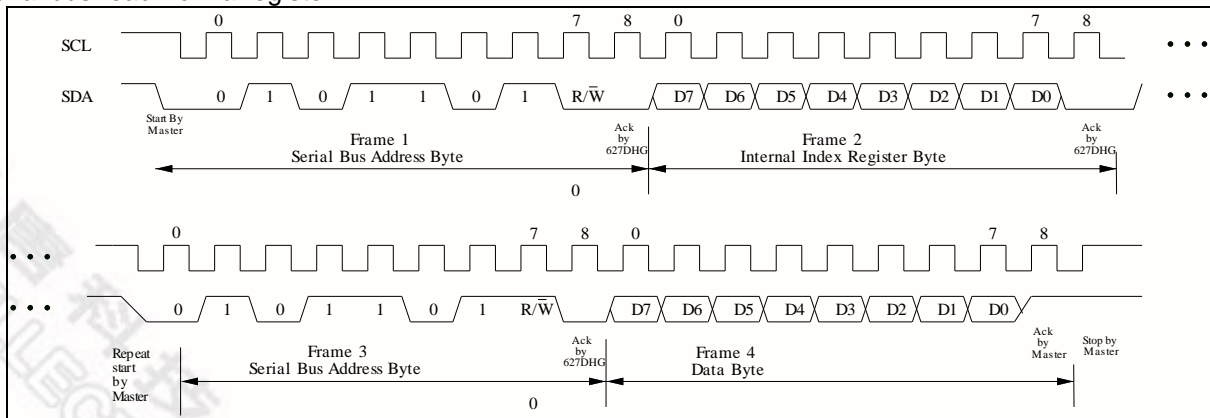 0 7 8 0 7 8
SCL
SDA 0 1 0 1 1 0 1 R/W̅ D7 D6 D5 D4 D3 D2 D1 D0
Start By
Master
Frame 1
Serial Bus Address Byte
Ack
by
627DHG
Frame 2
Internal Index Register Byte
Ack
by
627DHG
0
0 7 8 0 7 8
0 1 0 1 1 0 1 R/W̅ D7 D6 D5 D4 D3 D2 D1 D0
Repeat
start
by
Master
Frame 3
Serial Bus Address Byte
Ack
by
627DHG
Frame 4
Data Byte
Ack
by
Master
Stop by
Master
0